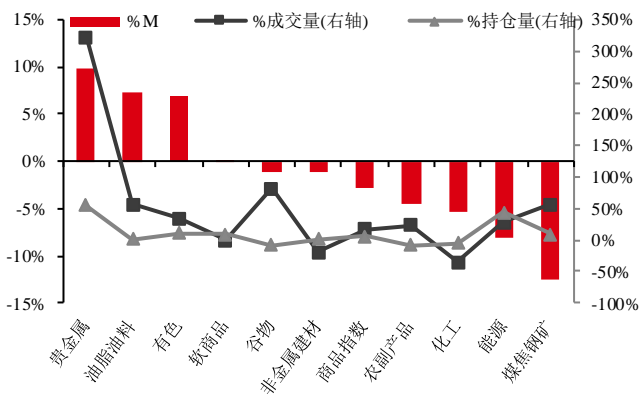 %M
%成交量(右轴)
%持仓量(右轴)
15%
10%
5%
0%
-5%
-10%
-15%
350%
300%
250%
200%
150%
100%
50%
0%
-50%
-100%
贵金属
油脂油料
有色
软商品
谷物
非金属建材
商品指数
农副产品
化工
能源
煤焦钢矿